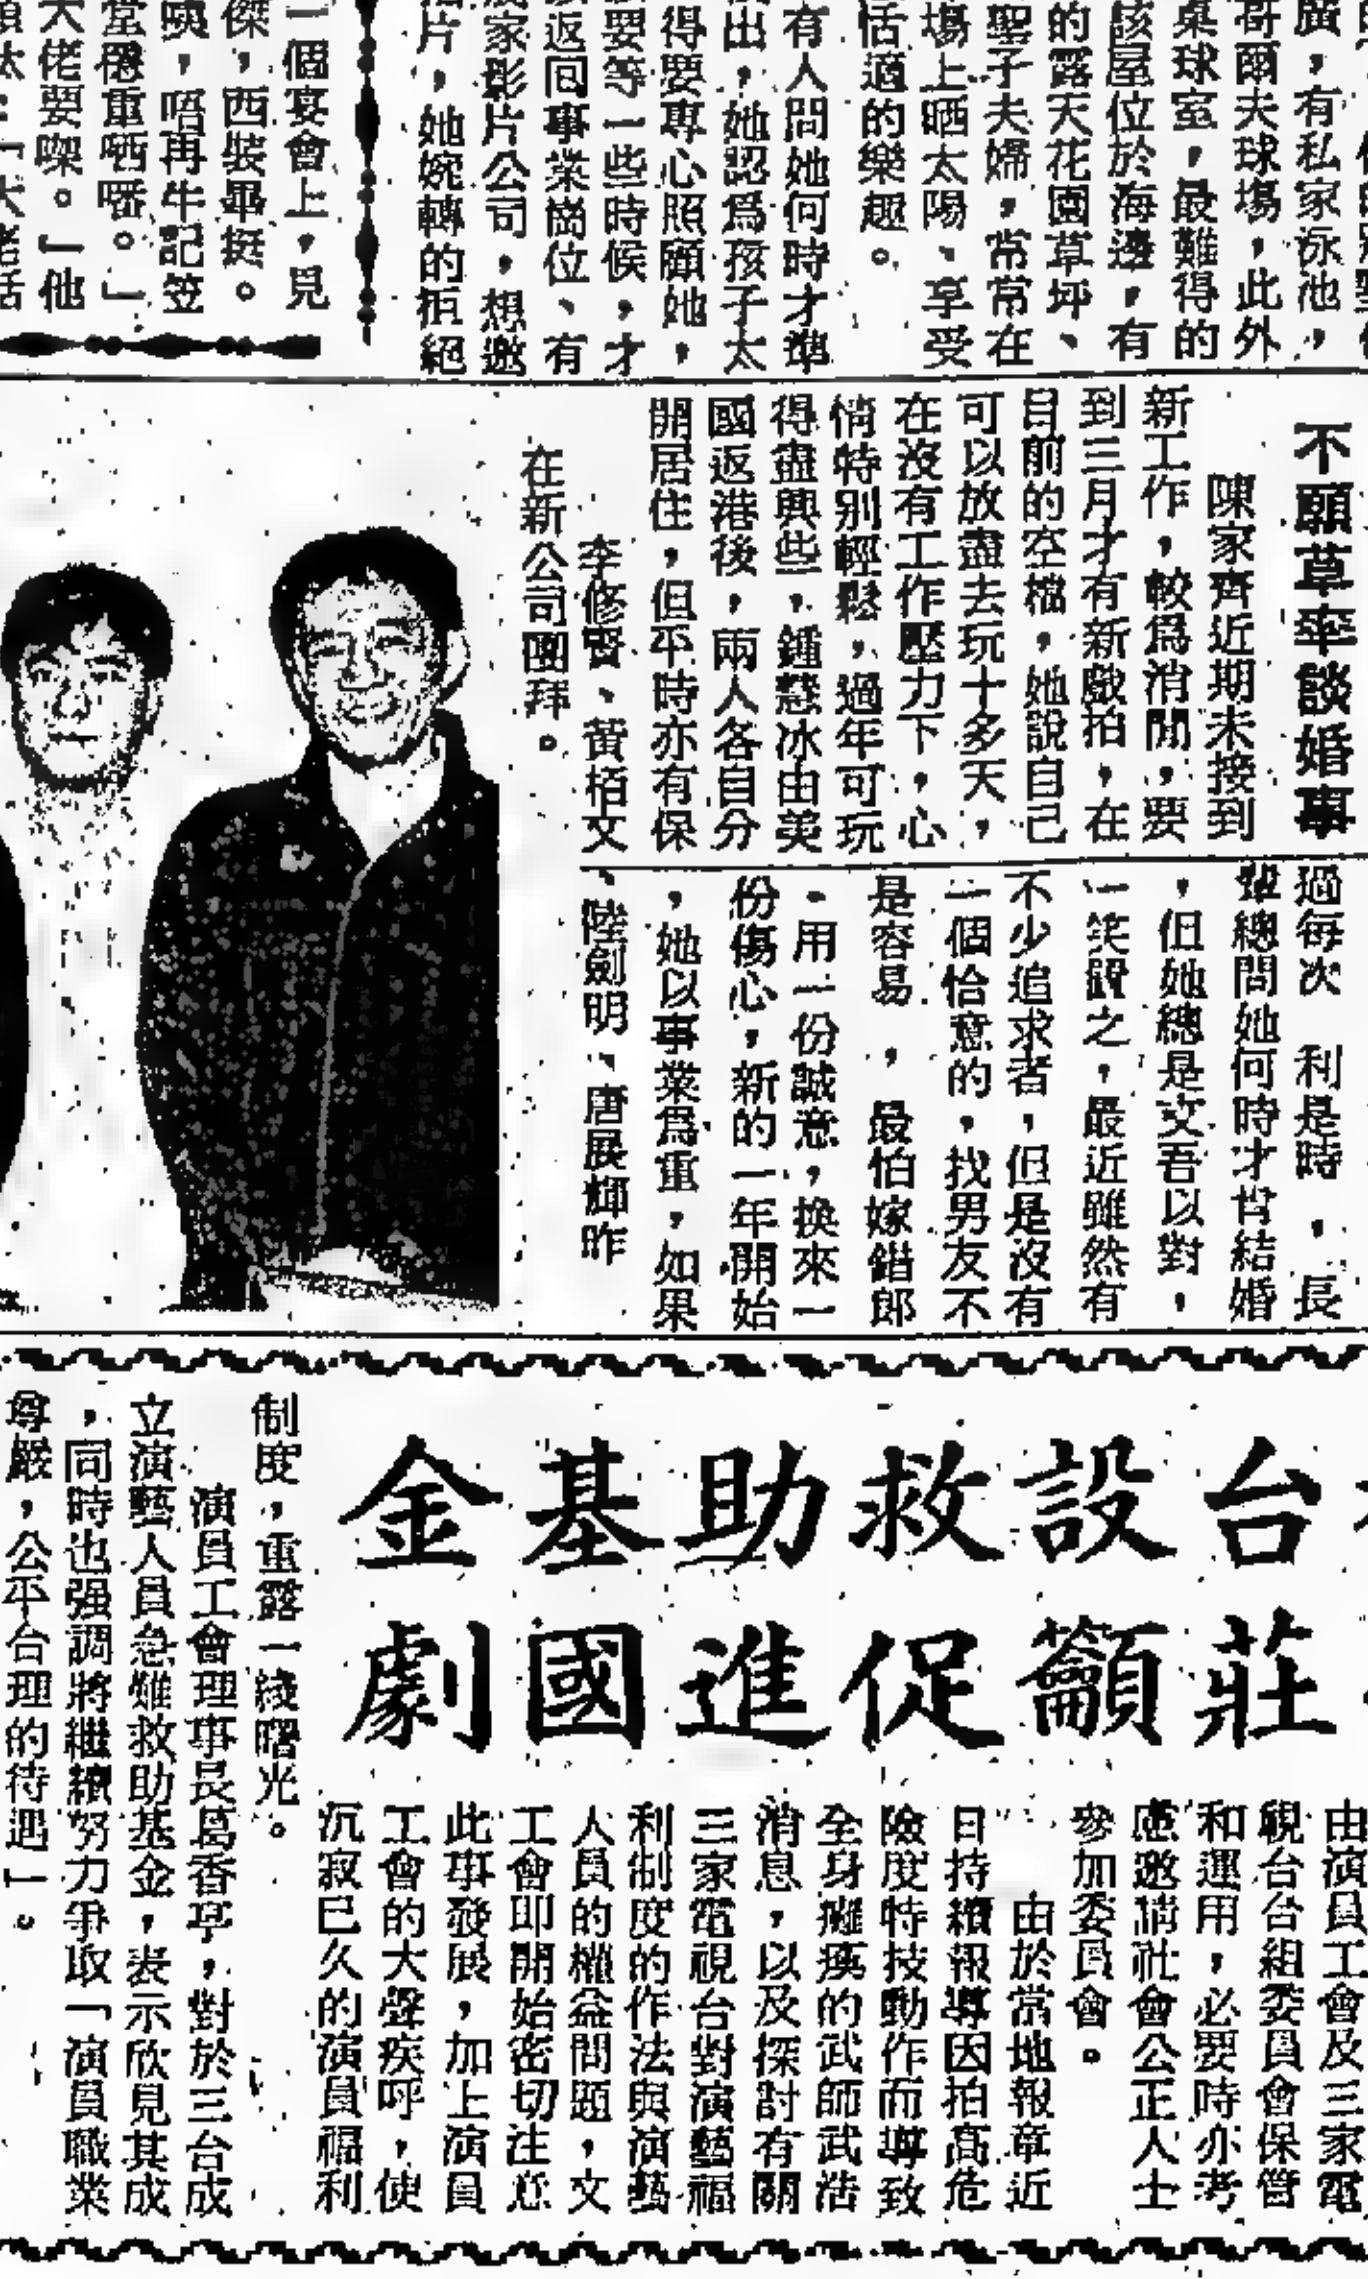 廣，有私家泳池，
哥爾夫球塲，此外
桌球室，最難得的
該屋位於海邊，有
的露天花園草坪、
聖子夫婦，常常在
塲上晒太陽、享受
恬適的樂趣。
有人問她何時才準
出，她認爲孩子太
得要專心照顧她，
要等一些時候，才
返囘事業崗位、有
家影片公司，想邀
片，她婉轉的拒絕
一個宴會上，見
傑，西裝畢挺。
咦，唔再牛記笠
大佬要㗎。」他
不願草率談婚事
陳家齊近期未接到
新工作，較爲消閒，要
到三月才有新戲拍，在
目前的空檔，她說自己
可以放盡去玩十多天，
在沒有工作壓力下，心
情特別輕鬆，過年可玩
得盡興些，鍾慧冰由美
國返港後，兩人各自分
開居住，但平時亦有保
過每次 利是時 ，長
輩總問她何時才肯結婚
，但她總是支吾以對，
一笑置之，最近雖然有
不少追求者，但是沒有
一個恰意的，找男友不
是容易 ，最怕嫁錯郎
・用一份誠意，換來一
份傷心，新的一年開始
，她以事業爲重，如果
李修賢、黃栢文、陸劍明、唐展輝昨
在新公司團拜。
台設救助基金
莊籲促進國劇
由演員工會及三家電
視台台組委員會保管
和運用，必要時亦考
慮邀請社會公正人士
參加委員會。
由於當地報章近
日持續報導因拍高危
險度特技動作而導致
全身癱瘓的武師武浩
消息，以及探討有關
三家電視台對演藝福
利制度的作法與演藝
人員的權益問題，文
工會即開始密切注意
此事發展，加上演員
工會的大聲疾呼，使
沉寂已久的演員福利
制度，重露一綫曙光。
演員工會理事長葛香亭，對於三台成
立演藝人員急難救助基金，表示欣見其成
，同時也强調將繼續努力爭取「演員職業
尊嚴，公平台理的待遇」。